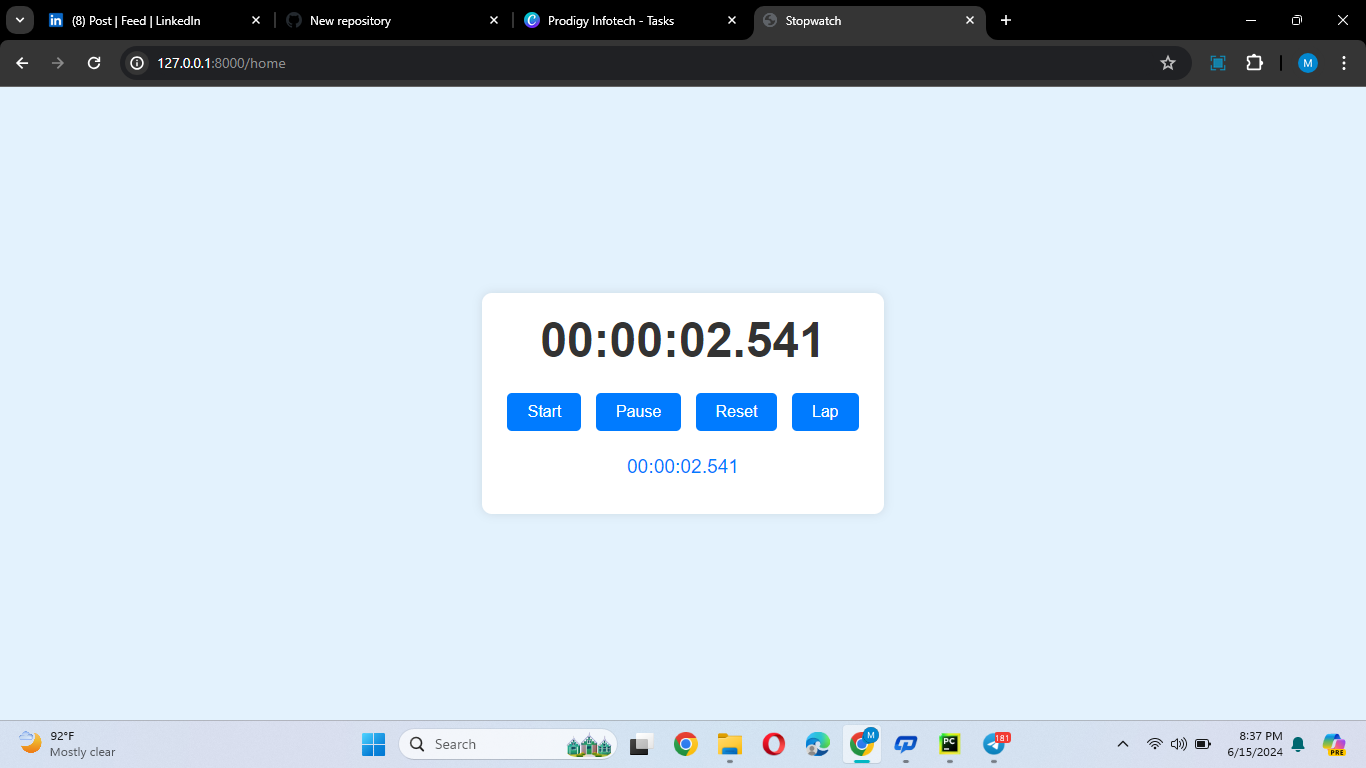 (8) Post | Feed | LinkedIn
New repository
Prodigy Infotech - Tasks
Stopwatch
127.0.0.1:8000/home
M
00:00:02.541
Start Pause Reset Lap
00:00:02.541
92°F
Mostly clear
Search
M
PC
181
8:37 PM
6/15/2024
PRE